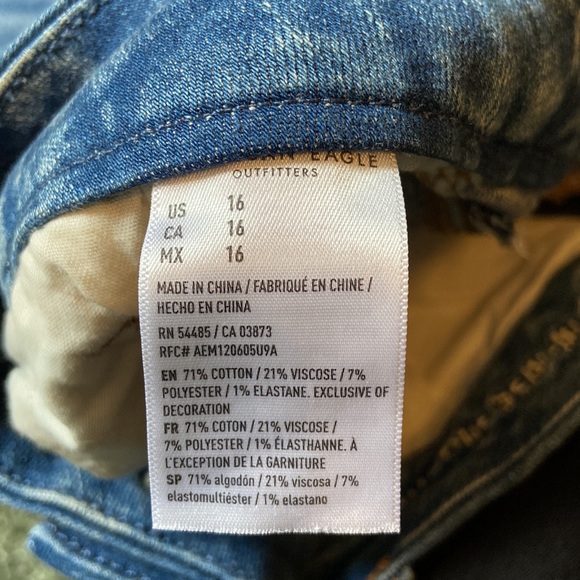 EAGLE
OUTFITTERS
US 16
CA 16
MX 16
MADE IN CHINA / FABRIQUÉ EN CHINE /
HECHO EN CHINA
RN 54485 / CA 03873
RFC# AEM120605U9A
EN 71% COTTON / 21% VISCOSE / 7%
POLYESTER / 1% ELASTANE. EXCLUSIVE OF
DECORATION
FR 71% COTON / 21% VISCOSE /
7% POLYESTER / 1% ÉLASTHANNE. À
L'EXCEPTION DE LA GARNITURE
SP 71% algodón / 21% viscosa / 7%
elastomultiéster / 1% elastano